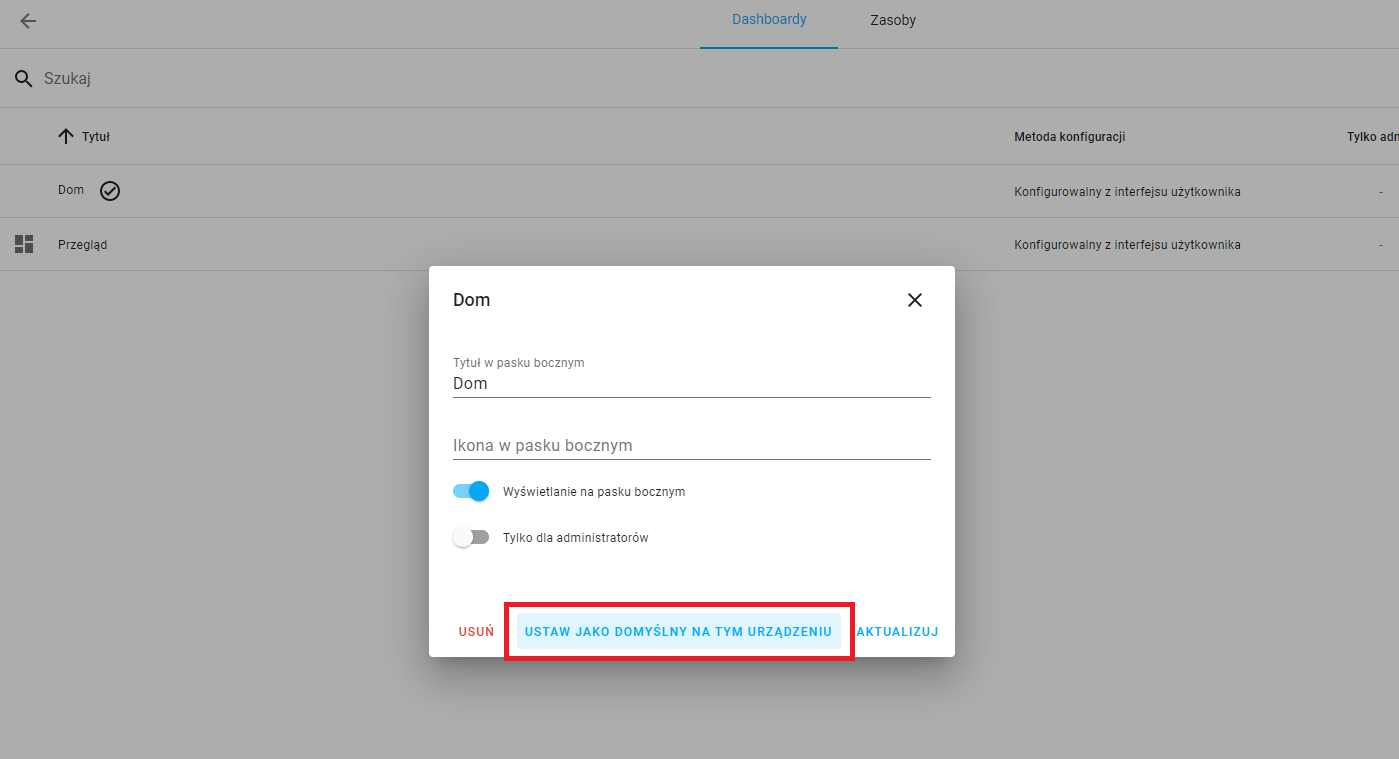 Dashboardy
Zasoby
Szukaj
Tytuł
Metoda konfiguracji
Tylko adm
Dom
Konfigurowalny z interfejsu użytkownika
-
Przegląd
Konfigurowalny z interfejsu użytkownika
-
Dom
Tytuł w pasku bocznym
Dom
Ikona w pasku bocznym
Wyświetlanie na pasku bocznym
Tylko dla administratorów
USUŃ
USTAW JAKO DOMYŚLNY NA TYM URZĄDZENIU
AKTUALIZUJ